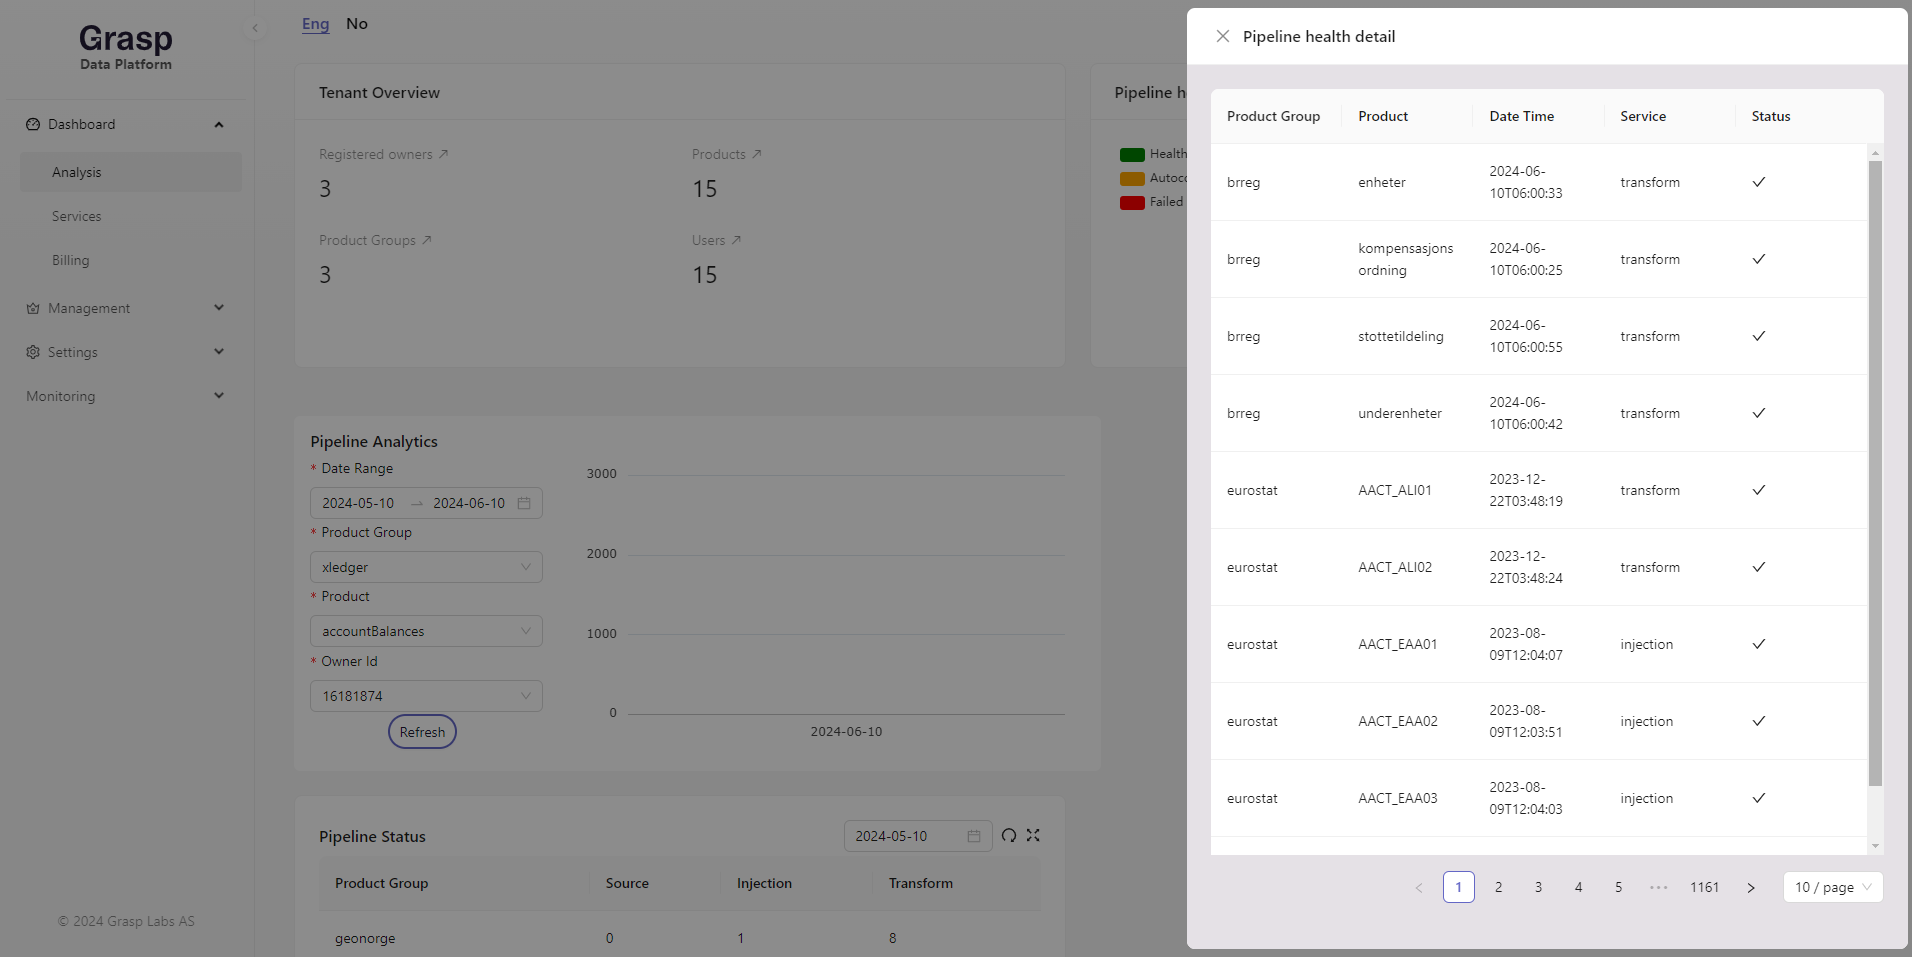 Grasp
Data Platform
Dashboard
Analysis
Services
Billing
Management
Settings
Monitoring
© 2024 Grasp Labs AS
Eng No
Tenant Overview
Registered owners
3
Products
15
Product Groups
3
Users
15
Pipeline h
Health
Autoco
Failed
Pipeline Analytics
* Date Range
2024-05-10 → 2024-06-10
* Product Group
xledger
* Product
accountBalances
* Owner Id
16181874
Refresh
3000
2000
1000
0
2024-06-10
Pipeline Status
2024-05-10
Product Group Source Injection Transform
geonorge 0 1 8
Pipeline health detail
Product Group Product Date Time Service Status
brreg enheter 2024-06-
10T06:00:33 transform
brreg kompensasjons
ordning 2024-06-
10T06:00:25 transform
brreg stottetildeling 2024-06-
10T06:00:55 transform
brreg underenheter 2024-06-
10T06:00:42 transform
eurostat AACT_ALI01 2023-12-
22T03:48:19 transform
eurostat AACT_ALI02 2023-12-
22T03:48:24 transform
eurostat AACT_EAA01 2023-08-
09T12:04:07 injection
eurostat AACT_EAA02 2023-08-
09T12:03:51 injection
eurostat AACT_EAA03 2023-08-
09T12:04:03 injection
< 1 2 3 4 5 ••• 1161 > 10 / page